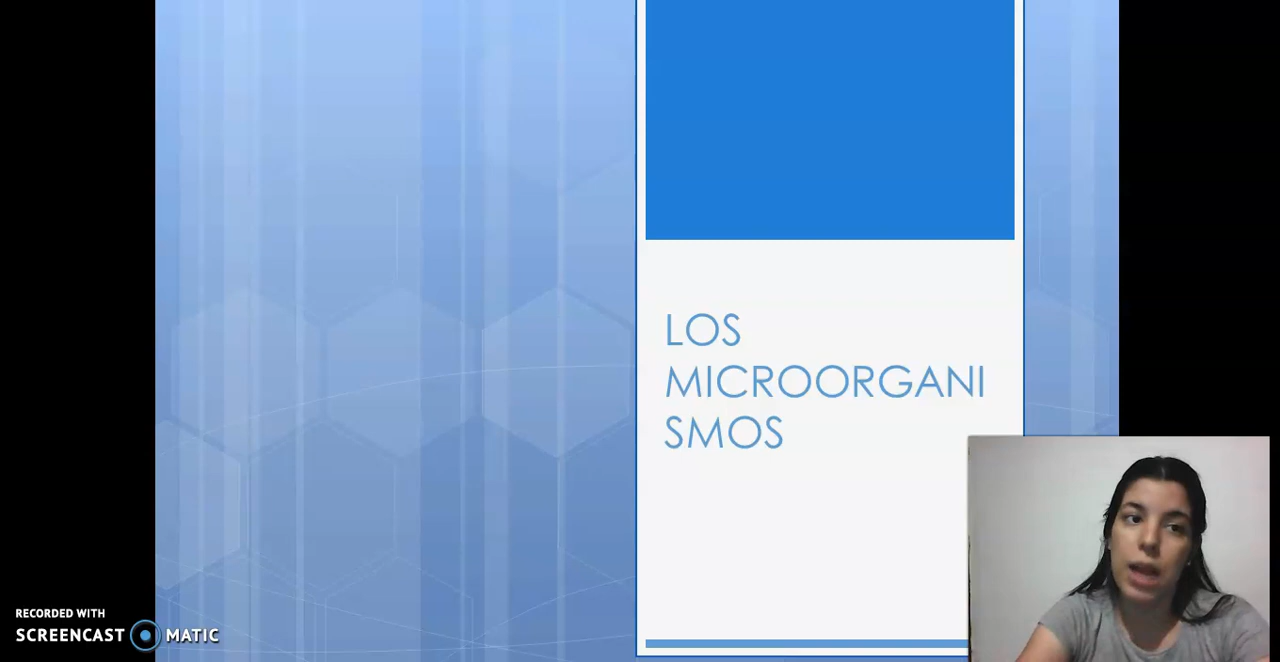 LOS
MICROORGANI
SMOS
RECORDED WITH
SCREENCAST MATIC